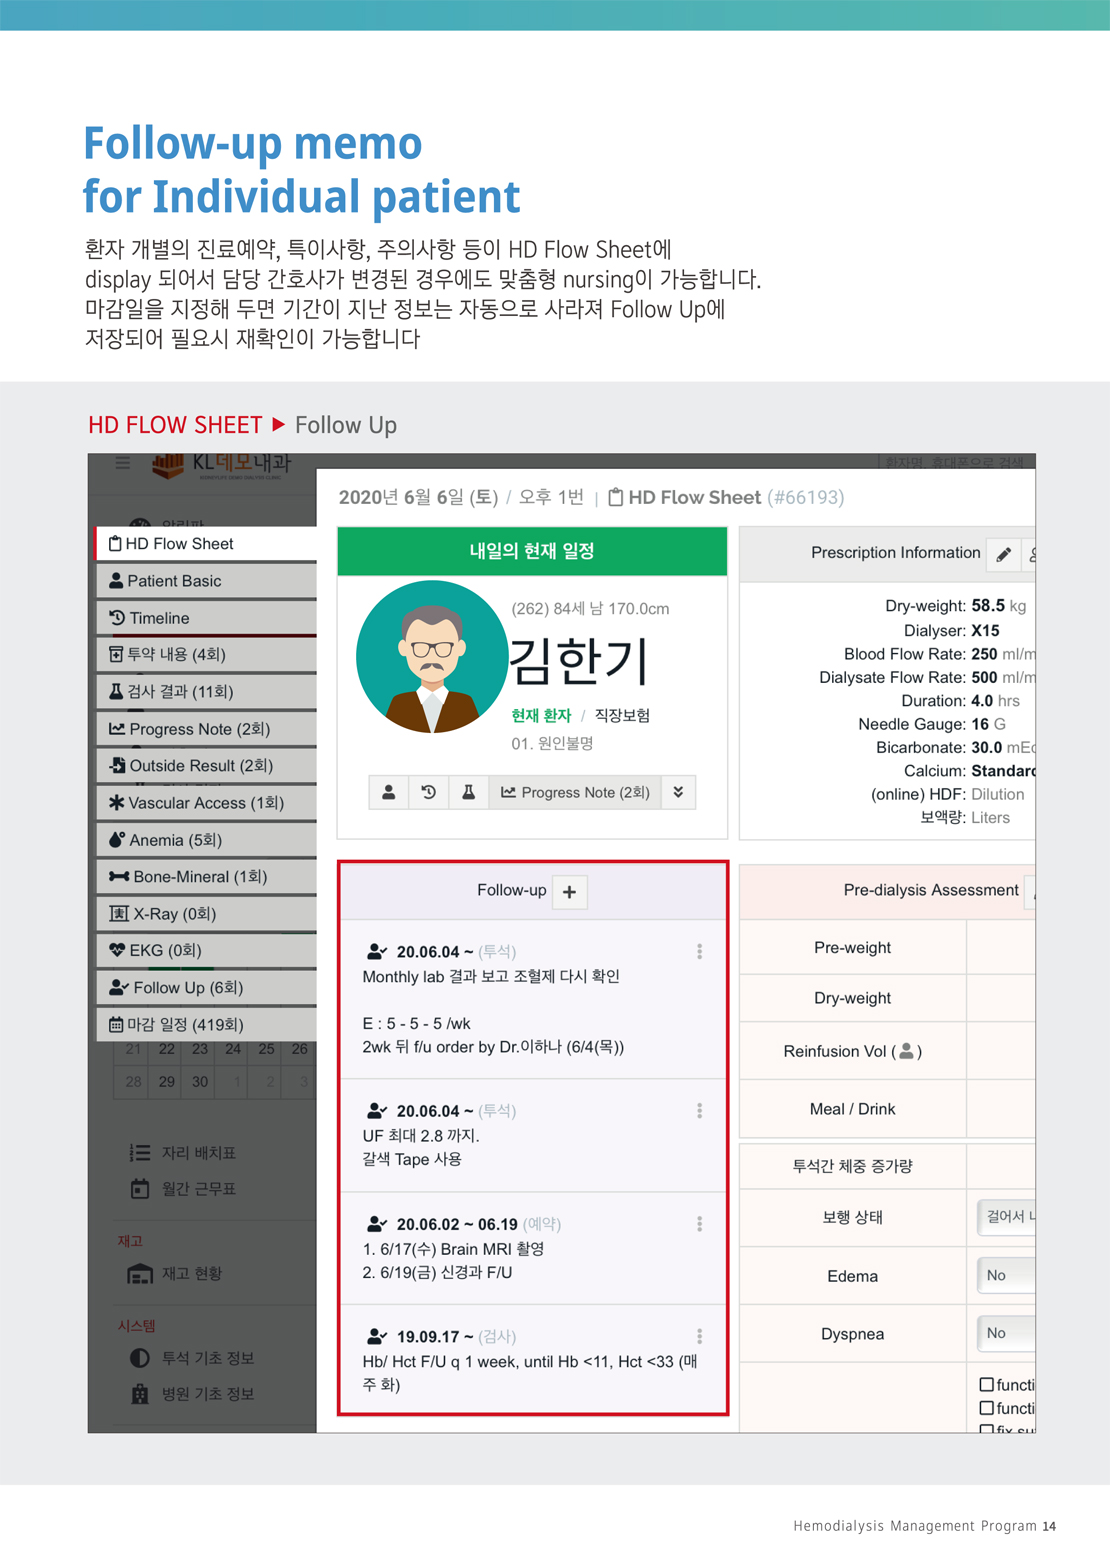 Follow-up memo
for Individual patient
환자 개별의 진료예약, 특이사항, 주의사항 등이 HD Flow Sheet에
display 되어서 담당 간호사가 변경된 경우에도 맞춤형 nursing이 가능합니다.
마감일을 지정해 두면 기간이 지난 정보는 자동으로 사라져 Follow Up에
저장되어 필요시 재확인이 가능합니다
HD FLOW SHEET ▶ Follow Up
KL데모내과
환자명, 휴대폰으로 검색
알림판
HD Flow Sheet
Patient Basic
Timeline
투약 내용 (4회)
검사 결과 (11회)
Progress Note (2회)
Outside Result (2회)
Vascular Access (1회)
Anemia (5회)
Bone-Mineral (1회)
X-Ray (0회)
EKG (0회)
Follow Up (6회)
마감 일정 (419회)
21 22 23 24 25 26
28 29 30 1 2 3
자리 배치표
월간 근무표
재고
재고 현황
시스템
투석 기초 정보
병원 기초 정보
2020년 6월 6일 (토) / 오후 1번 | HD Flow Sheet (#66193)
내일의 현재 일정
(262) 84세 남 170.0cm
김한기
현재 환자 / 직장보험
01. 원인불명
Progress Note (2회)
Follow-up +
20.06.04 ~ (투석)
Monthly lab 결과 보고 조혈제 다시 확인
E : 5 - 5 - 5 /wk
2wk 뒤 f/u order by Dr.이하나 (6/4(목))
20.06.04 ~ (투석)
UF 최대 2.8 까지.
갈색 Tape 사용
20.06.02 ~ 06.19 (예약)
1. 6/17(수) Brain MRI 촬영
2. 6/19(금) 신경과 F/U
19.09.17 ~ (검사)
Hb/ Hct F/U q 1 week, until Hb <11, Hct <33 (매
주 화)
Prescription Information
Dry-weight: 58.5 kg
Dialyser: X15
Blood Flow Rate: 250 ml/m
Dialysate Flow Rate: 500 ml/m
Duration: 4.0 hrs
Needle Gauge: 16 G
Bicarbonate: 30.0 mEq
Calcium: Standard
(online) HDF: Dilution
보액량: Liters
Pre-dialysis Assessment
Pre-weight
Dry-weight
Reinfusion Vol ( )
Meal / Drink
투석간 체중 증가량
보행 상태 걸어서
Edema No
Dyspnea No
functi
functi
fix su
Hemodialysis Management Program 14